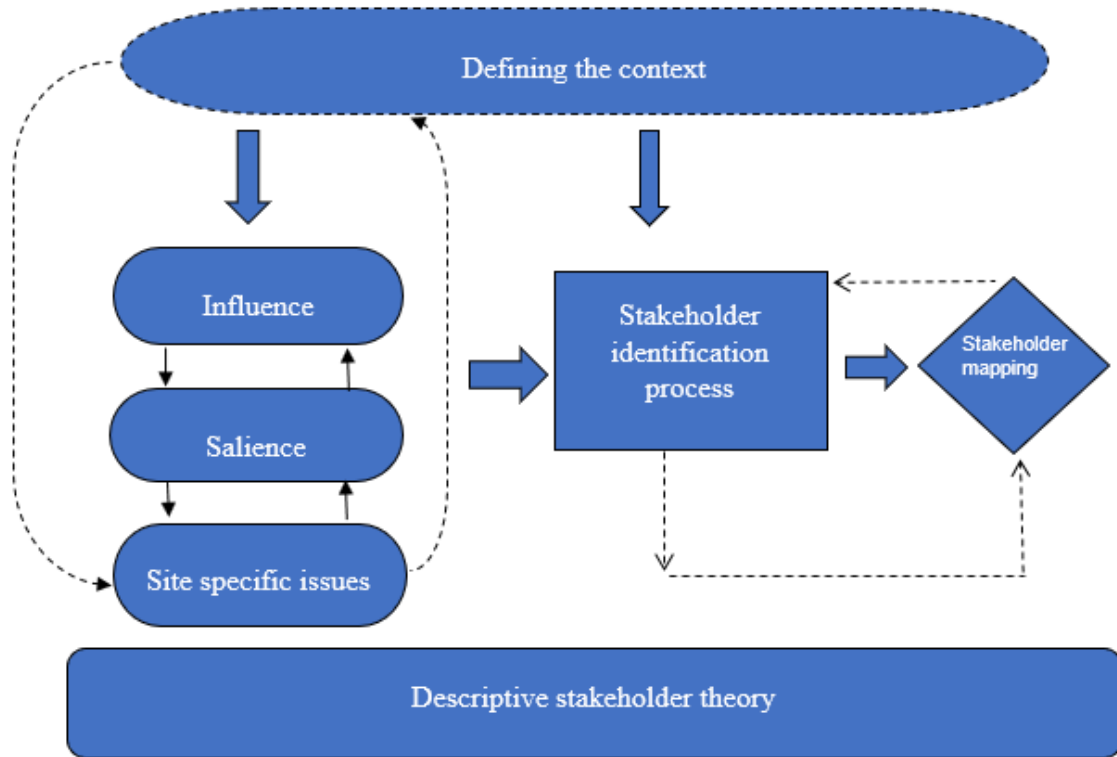 Defining the context
Influence
Salience
Site specific issues
Stakeholder
identification
process
Stakeholder
mapping
Descriptive stakeholder theory